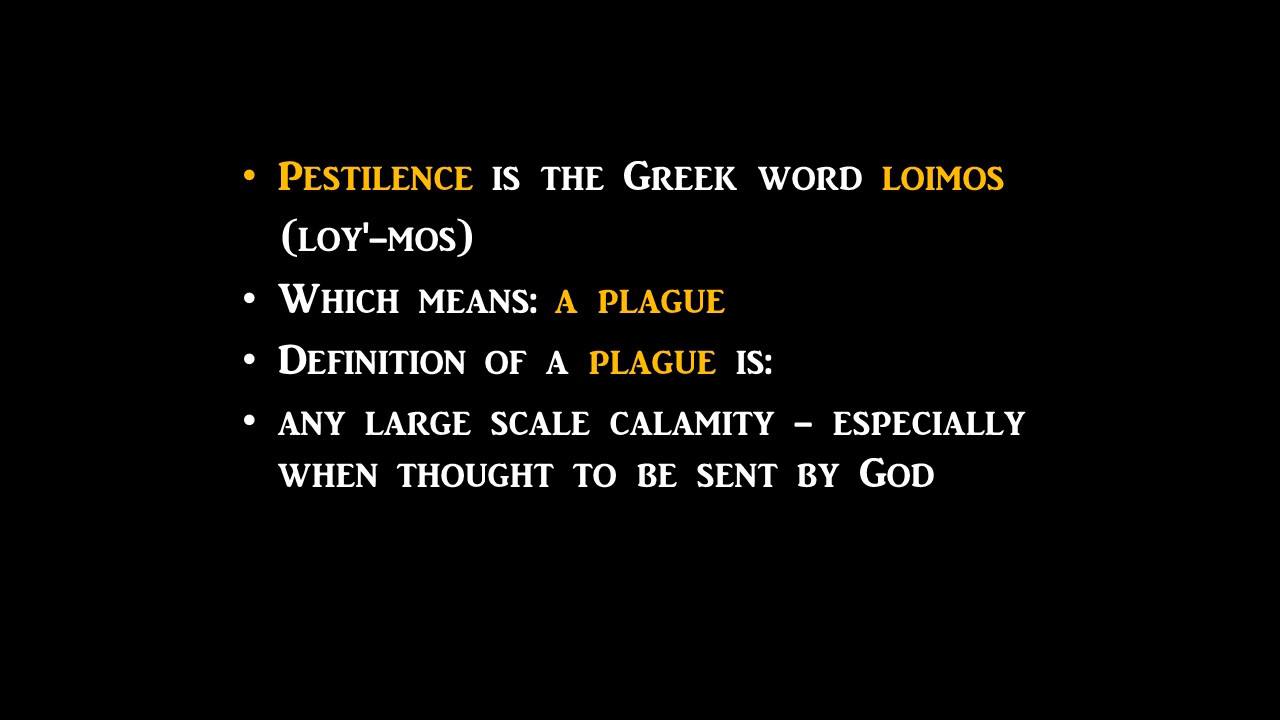 • Pestilence is the Greek word loimos
(loy'-mos)
• Which means: a plague
• Definition of a plague is:
• any large scale calamity – especially
when thought to be sent by God